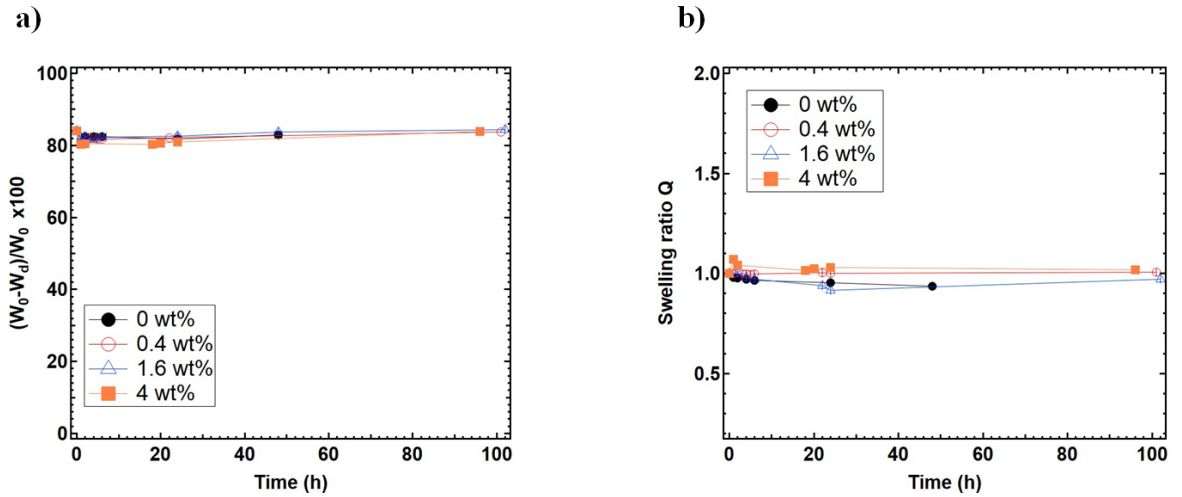 a)
(W0-Wd)/W0 x100
100
80
60
40
20
0
0 wt%
0.4 wt%
1.6 wt%
4 wt%
0 20 40 60 80 100
Time (h)
b)
Swelling ratio Q
2.0
1.5
1.0
0.5
0 wt%
0.4 wt%
1.6 wt%
4 wt%
0 20 40 60 80 100
Time (h)